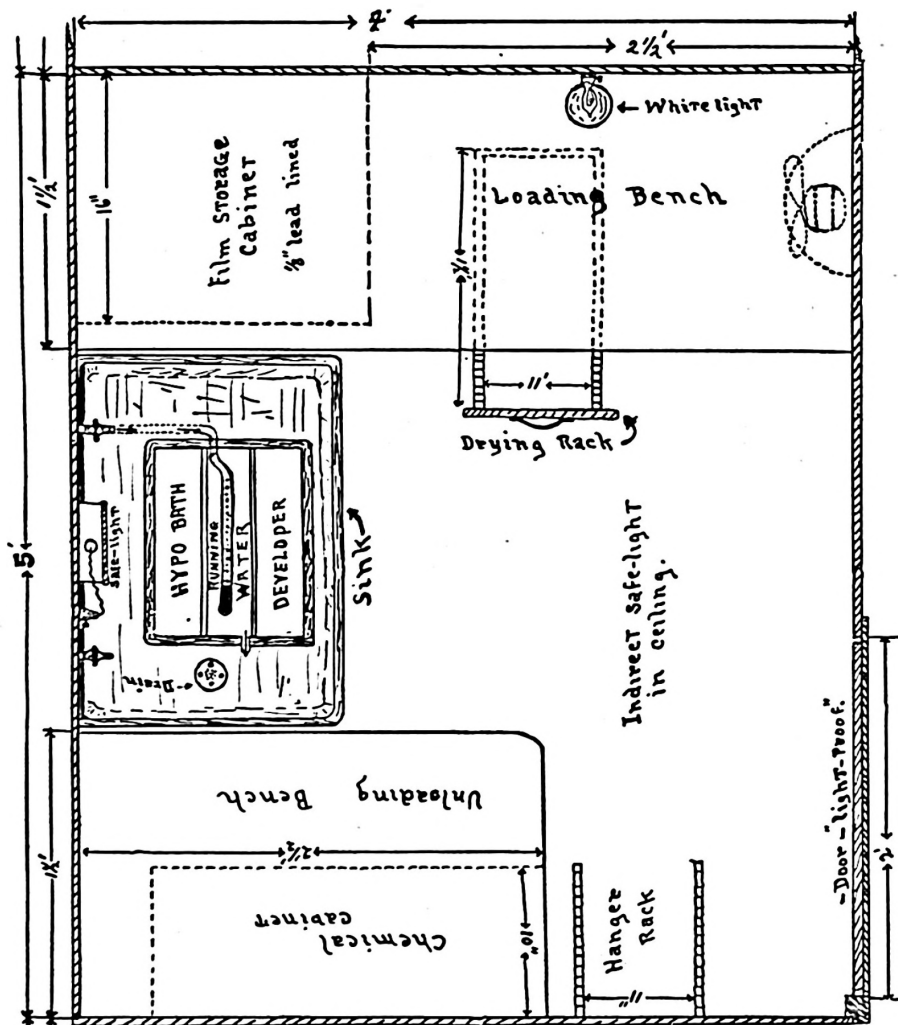 4'
2½'
White light
Film Storage
Cabinet
⅛" lead lined
16"
1½'
Loading Bench
11'
Drying Rack
5'
Safe-light
HYPO BATH
RUNNING
WATER
DEVELOPER
Sink
Drain
Indirect Safe-light
in ceiling.
Unloading
Bench
2½'
1½'
Chemical
cabinet
10"
Hanger
Rack
11"
-Door-light-Proof."
2'